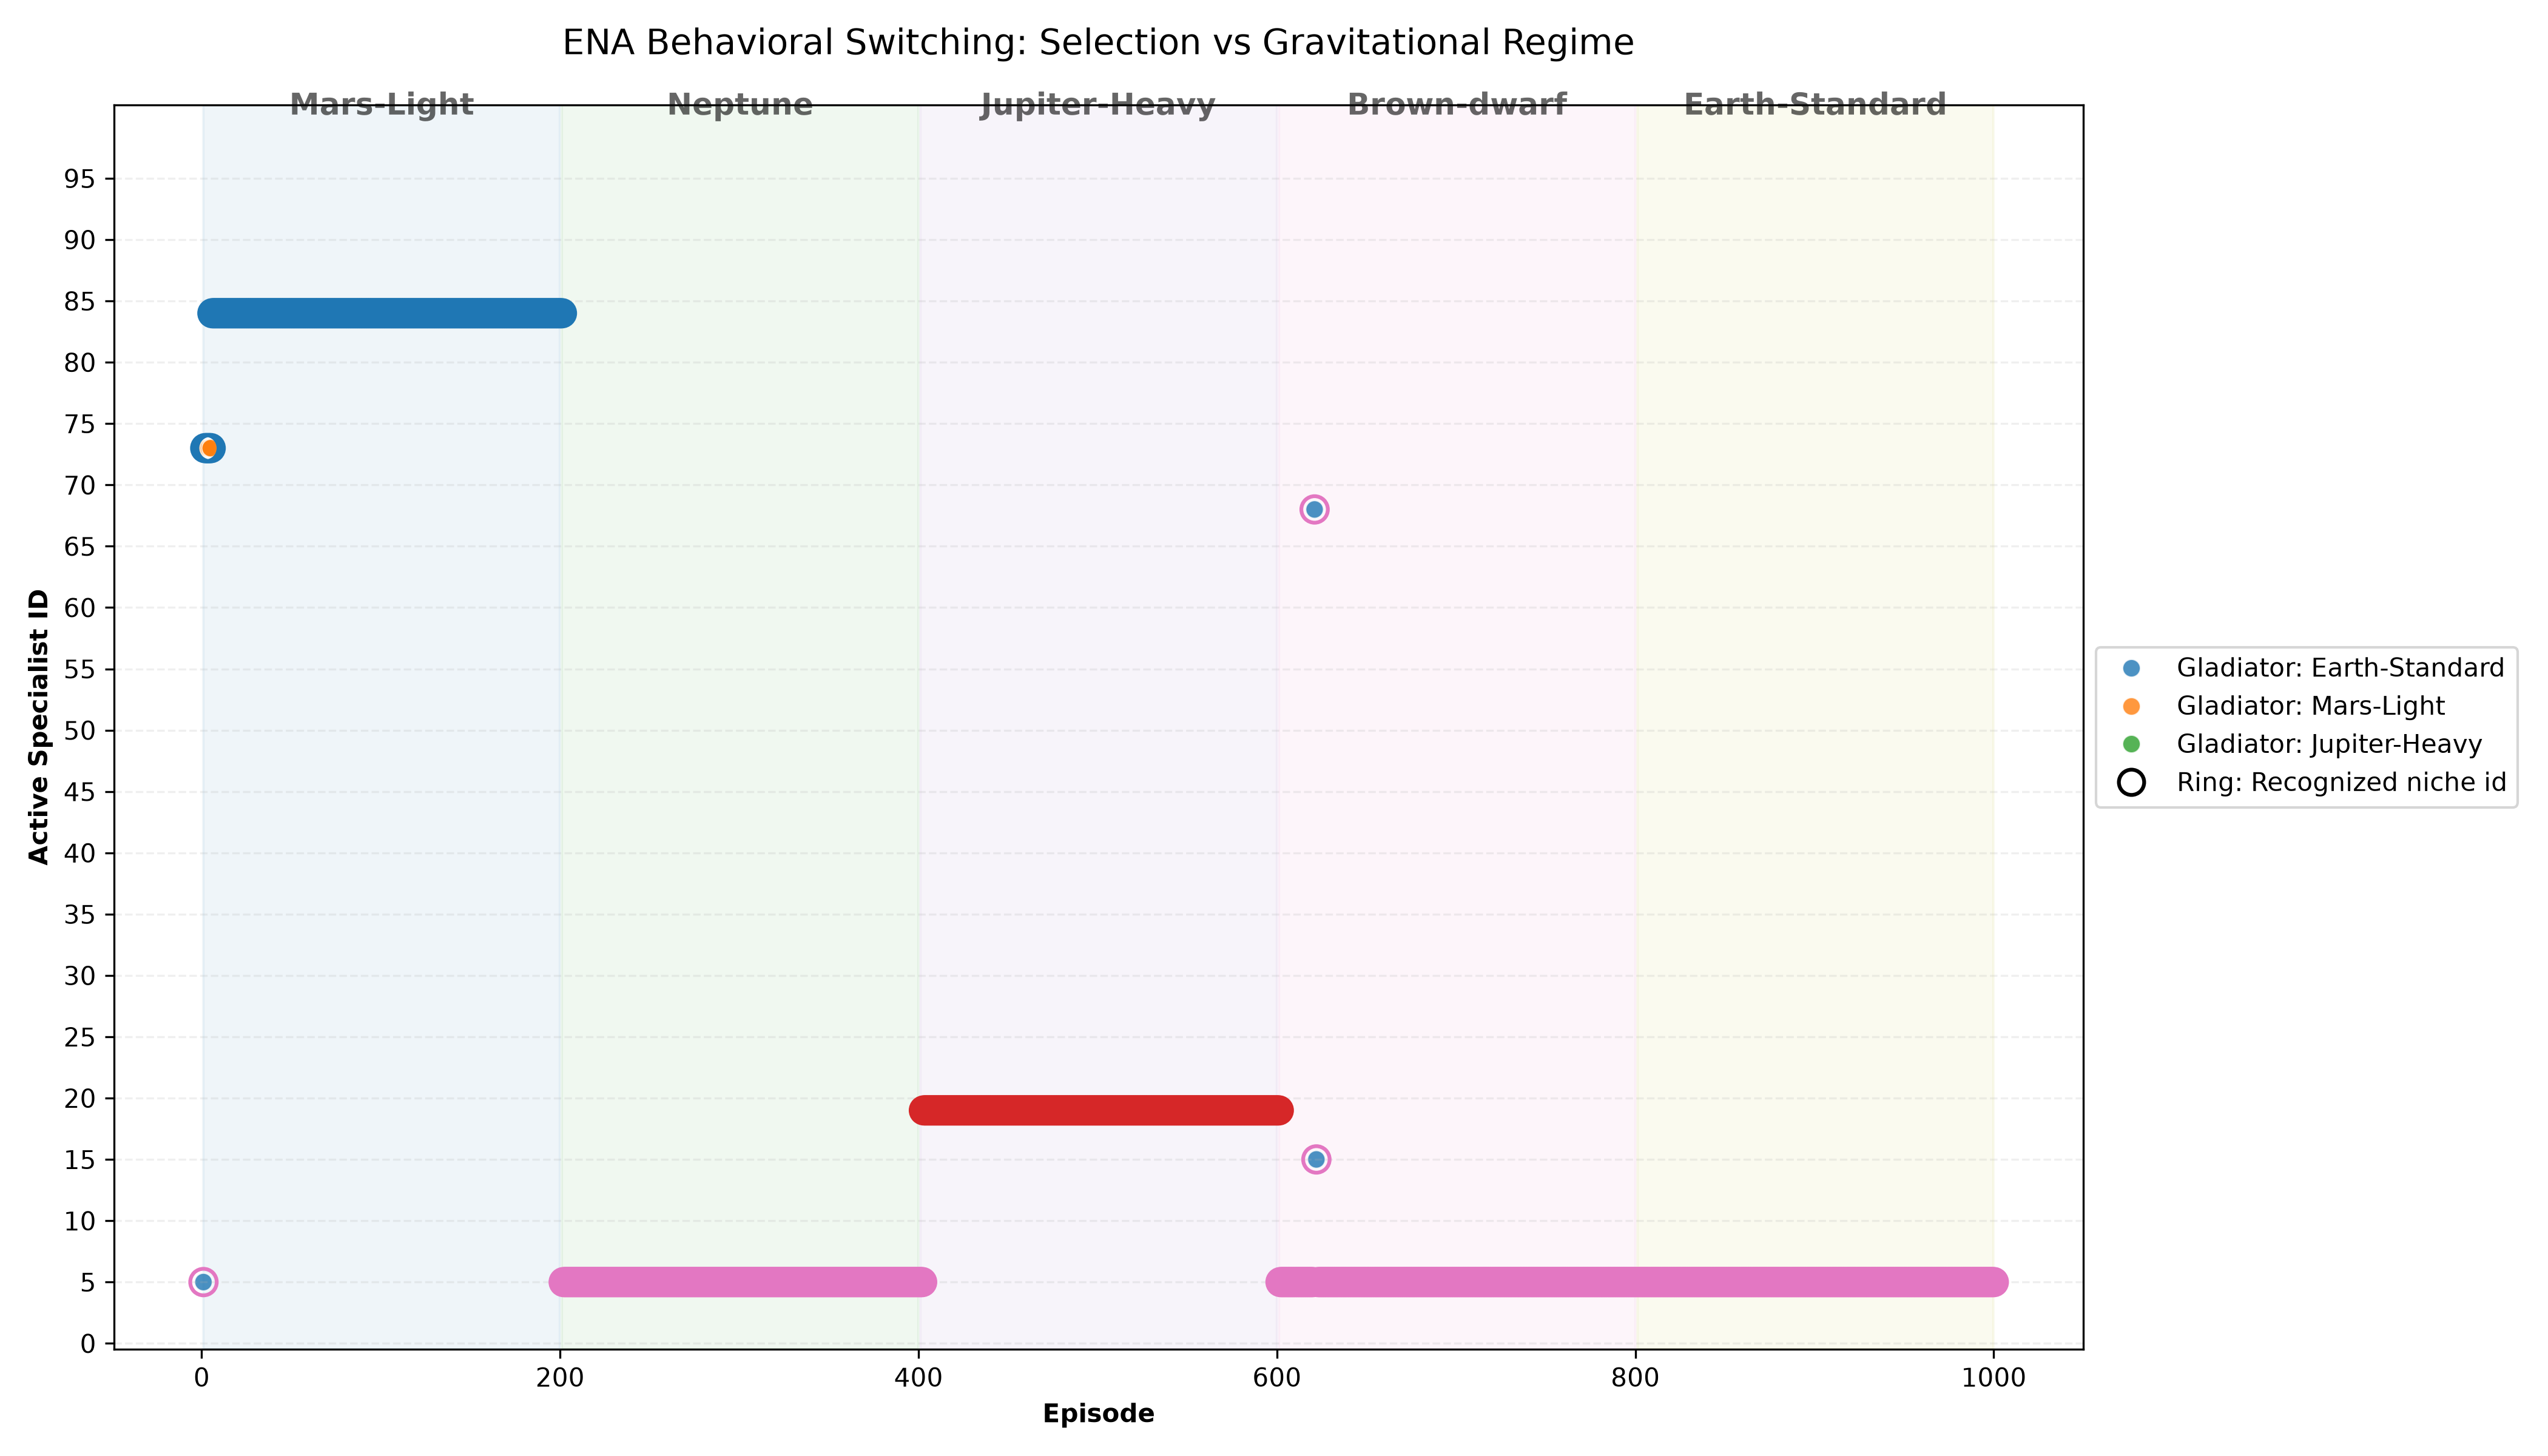 ENA Behavioral Switching: Selection vs Gravitational Regime
Mars-Light
Neptune
Jupiter-Heavy
Brown-dwarf
Earth-Standard
95
90
85
80
75
70
65
60
55
50
45
40
35
30
25
20
15
10
5
0
Active Specialist ID
0
200
400
600
800
1000
Episode
Gladiator: Earth-Standard
Gladiator: Mars-Light
Gladiator: Jupiter-Heavy
Ring: Recognized niche id